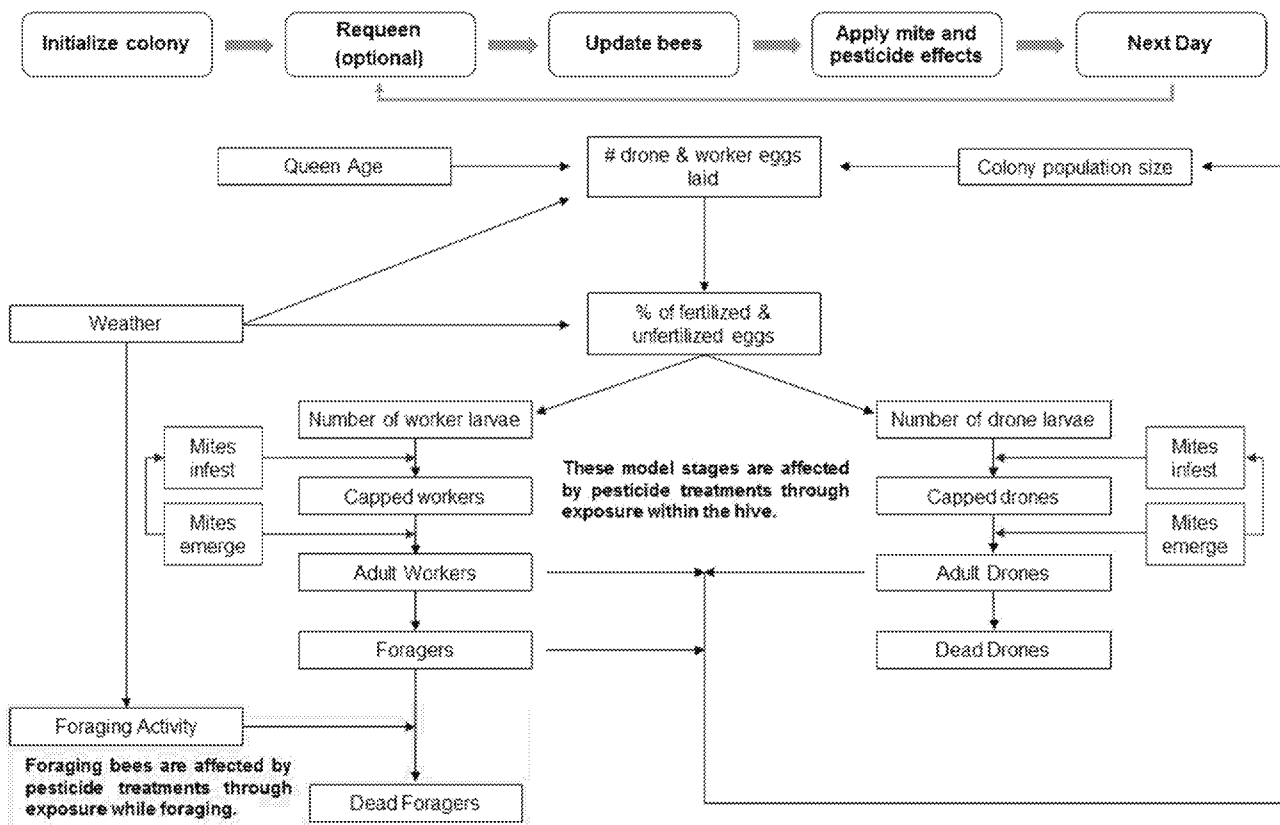 Initialize colony
Requeen
(optional)
Update bees
Apply mite and
pesticide effects
Next Day
Queen Age
# drone & worker eggs
laid
Colony population size
Weather
% of fertilized &
unfertilized eggs
Number of worker larvae
Number of drone larvae
Mites
infest
These model stages are affected
by pesticide treatments through
exposure within the hive.
Mites
infest
Capped workers
Capped drones
Mites
emerge
Mites
emerge
Adult Workers
Adult Drones
Foragers
Dead Drones
Foraging Activity
Foraging bees are affected by
pesticide treatments through
exposure while foraging.
Dead Foragers